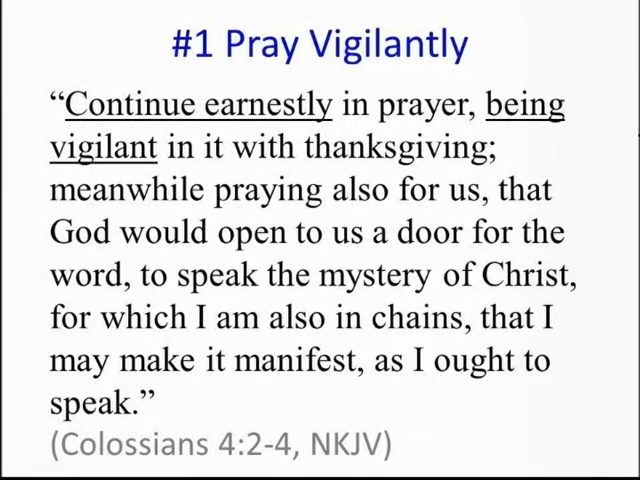 #1 Pray Vigilantly
“Continue earnestly in prayer, being
vigilant in it with thanksgiving;
meanwhile praying also for us, that
God would open to us a door for the
word, to speak the mystery of Christ,
for which I am also in chains, that I
may make it manifest, as I ought to
speak.”
(Colossians 4:2-4, NKJV)